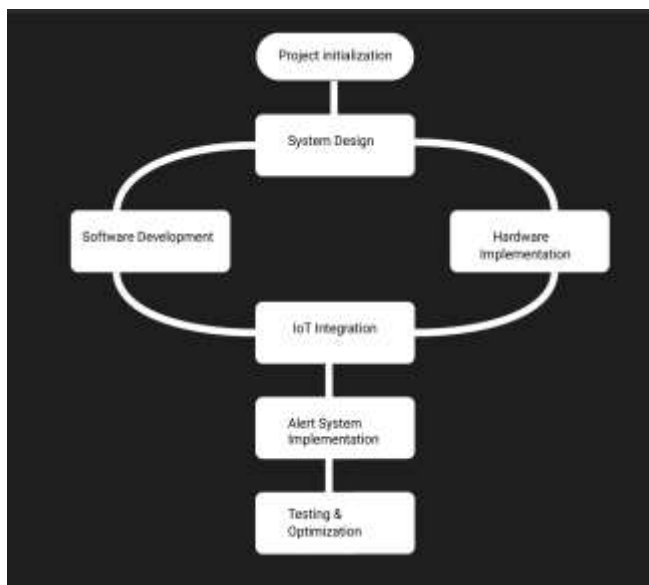 Project initialization
System Design
Software Development
Hardware
Implementation
IoT Integration
Alert System
Implementation
Testing &
Optimization